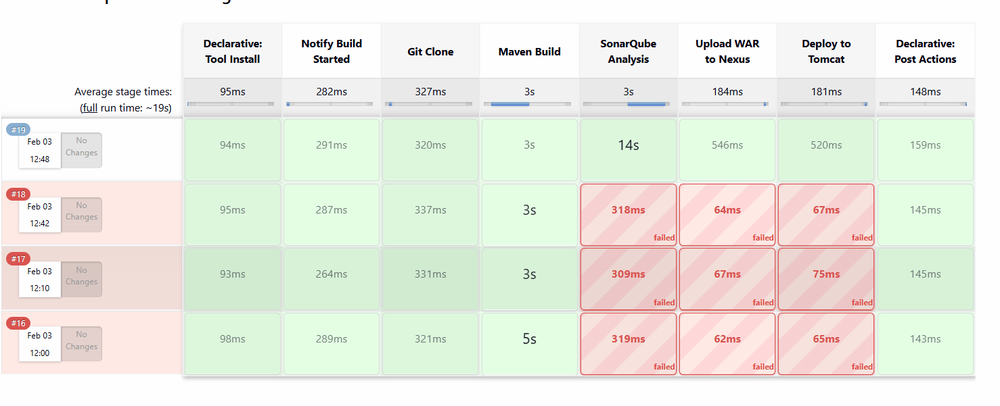 Declarative: Tool Install
Notify Build Started
Git Clone
Maven Build
SonarQube Analysis
Upload WAR to Nexus
Deploy to Tomcat
Declarative: Post Actions
Average stage times:
(full run time: ~19s)
95ms
282ms
327ms
3s
3s
184ms
181ms
148ms
#19
Feb 03
12:48
No Changes
94ms
291ms
320ms
3s
14s
546ms
520ms
159ms
#18
Feb 03
12:42
No Changes
95ms
287ms
337ms
3s
318ms
failed
64ms
failed
67ms
failed
145ms
#17
Feb 03
12:10
No Changes
93ms
264ms
331ms
3s
309ms
failed
67ms
failed
75ms
failed
145ms
#16
Feb 03
12:00
No Changes
98ms
289ms
321ms
5s
319ms
failed
62ms
failed
65ms
failed
143ms